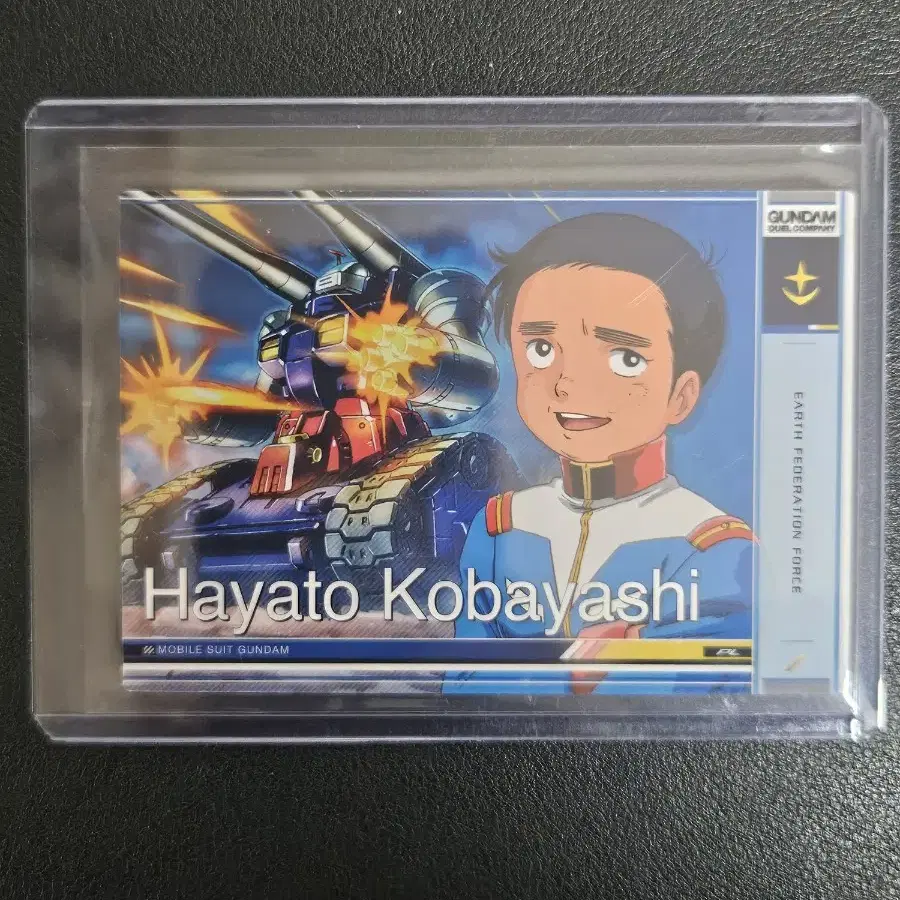 GUNDAM
DUEL COMPANY
EARTH FEDERATION FORCE
Hayato Kobayashi
MOBILE SUIT GUNDAM
PL